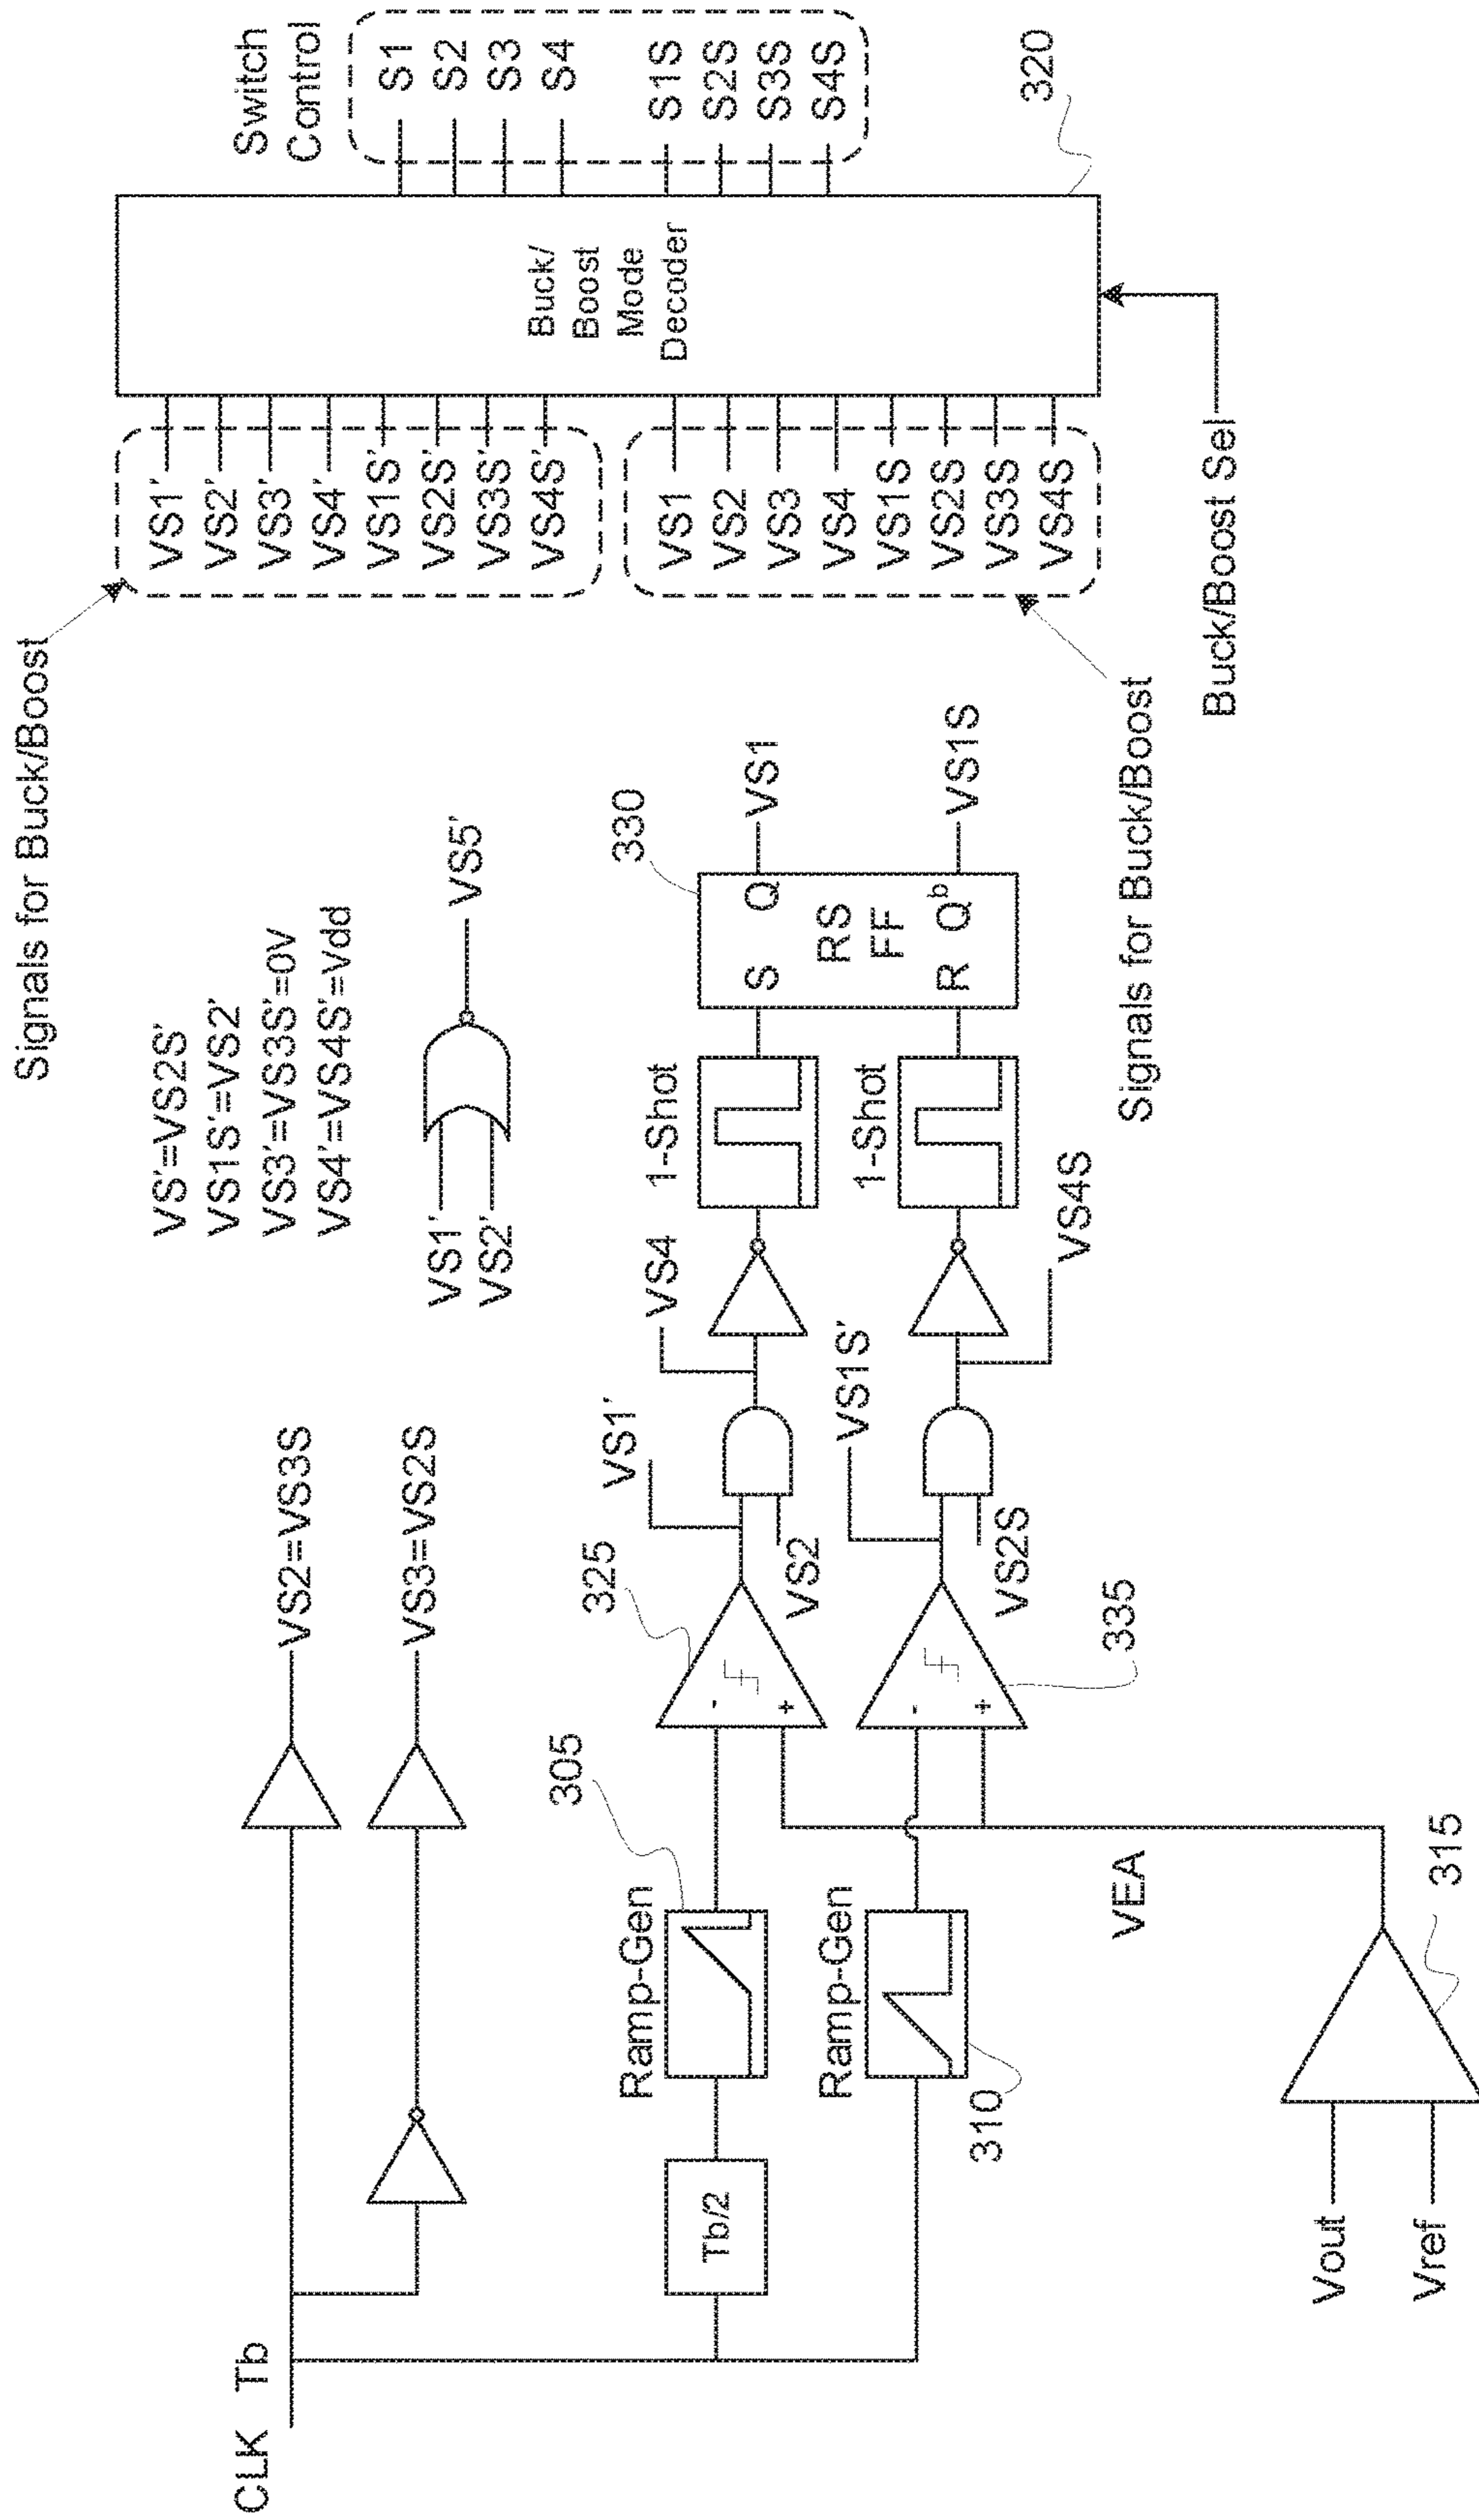 CLK Tb
VS2=VS3S
VS3=VS2S
VS'=VS2S'
VS1S'=VS2'
VS3'=VS3S'=0V
VS4'=VS4S'=Vdd
VS1'
VS2'
VS5'
Tb/2
Ramp-Gen
305
Ramp-Gen
310
VEA
Vout
Vref
315
325
-
+
VS1'
VS2
VS4
1-Shot
335
-
+
VS1S'
VS2S
VS4S
1-Shot
330
S Q
RS
FF
R Qb
VS1
VS1S
Signals for Buck/Boost
VS1'
VS2'
VS3'
VS4'
VS1S'
VS2S'
VS3S'
VS4S'
VS1
VS2
VS3
VS4
VS1S
VS2S
VS3S
VS4S
Signals for Buck/Boost
Buck/Boost Sel
Buck/
Boost
Mode
Decoder
320
Switch
Control
S1
S2
S3
S4
S1S
S2S
S3S
S4S